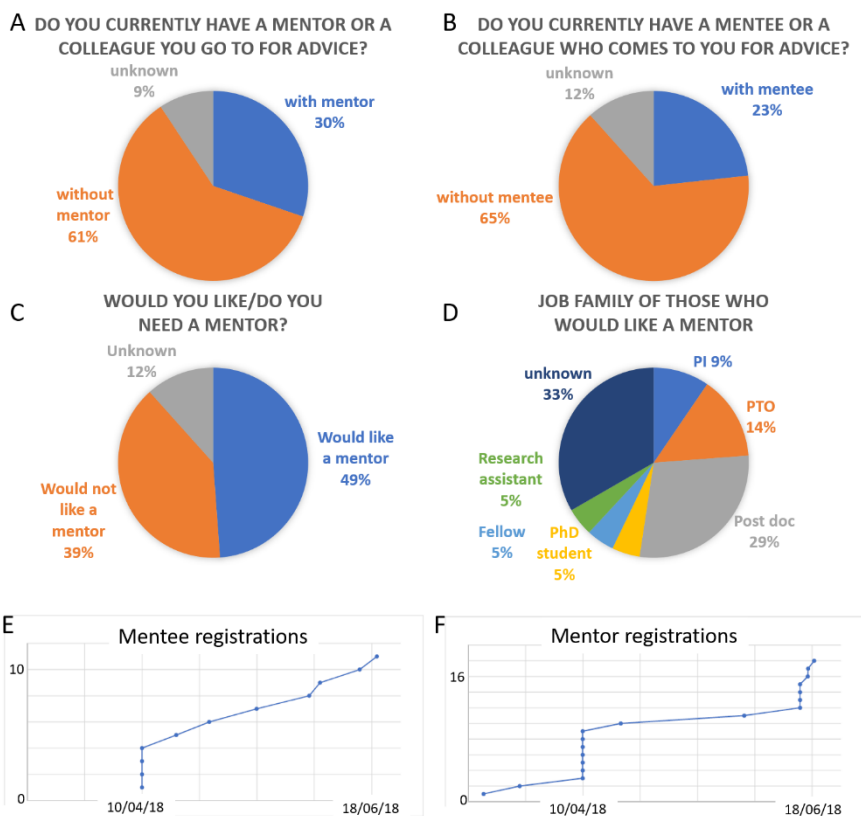 A DO YOU CURRENTLY HAVE A MENTOR OR A
COLLEAGUE YOU GO TO FOR ADVICE?
unknown
9%
with mentor
30%
without
mentor
61%
B DO YOU CURRENTLY HAVE A MENTEE OR A
COLLEAGUE WHO COMES TO YOU FOR ADVICE?
unknown
12%
with mentee
23%
without mentee
65%
C WOULD YOU LIKE/DO YOU
NEED A MENTOR?
Unknown
12%
Would like
a mentor
49%
Would not
like a
mentor
39%
D JOB FAMILY OF THOSE WHO
WOULD LIKE A MENTOR
unknown
33%
PI 9%
PTO
14%
Research
assistant
5%
Fellow
5%
PhD
student
5%
Post doc
29%
E Mentee registrations
10
0
10/04/18
18/06/18
F Mentor registrations
16
0
10/04/18
18/06/18